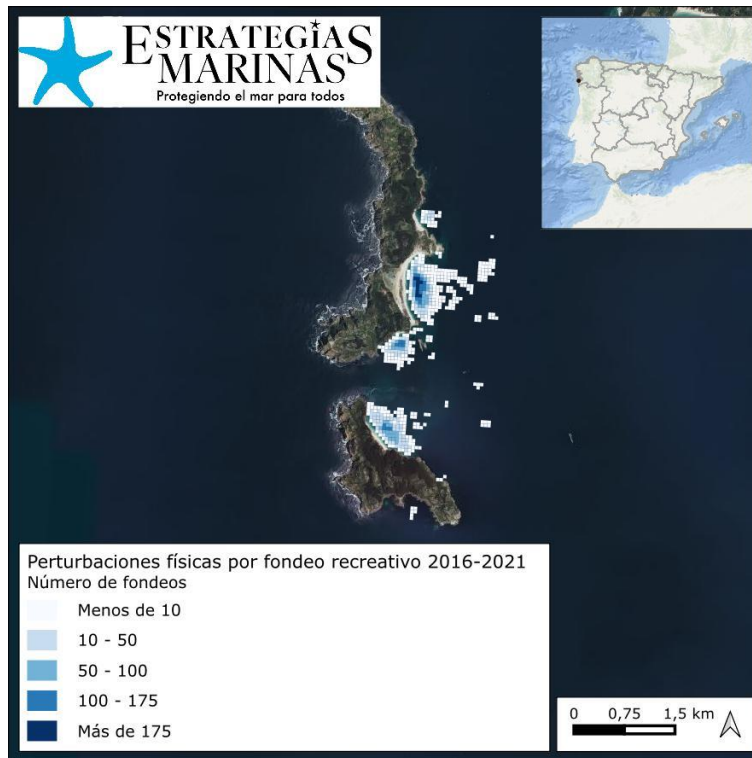 ESTRATEGIAS
MARINAS
Protegiendo el mar para todos
Perturbaciones físicas por fondeo recreativo 2016-2021
Número de fondeos
Menos de 10
10 - 50
50 - 100
100 - 175
Más de 175
0 0,75 1,5 km